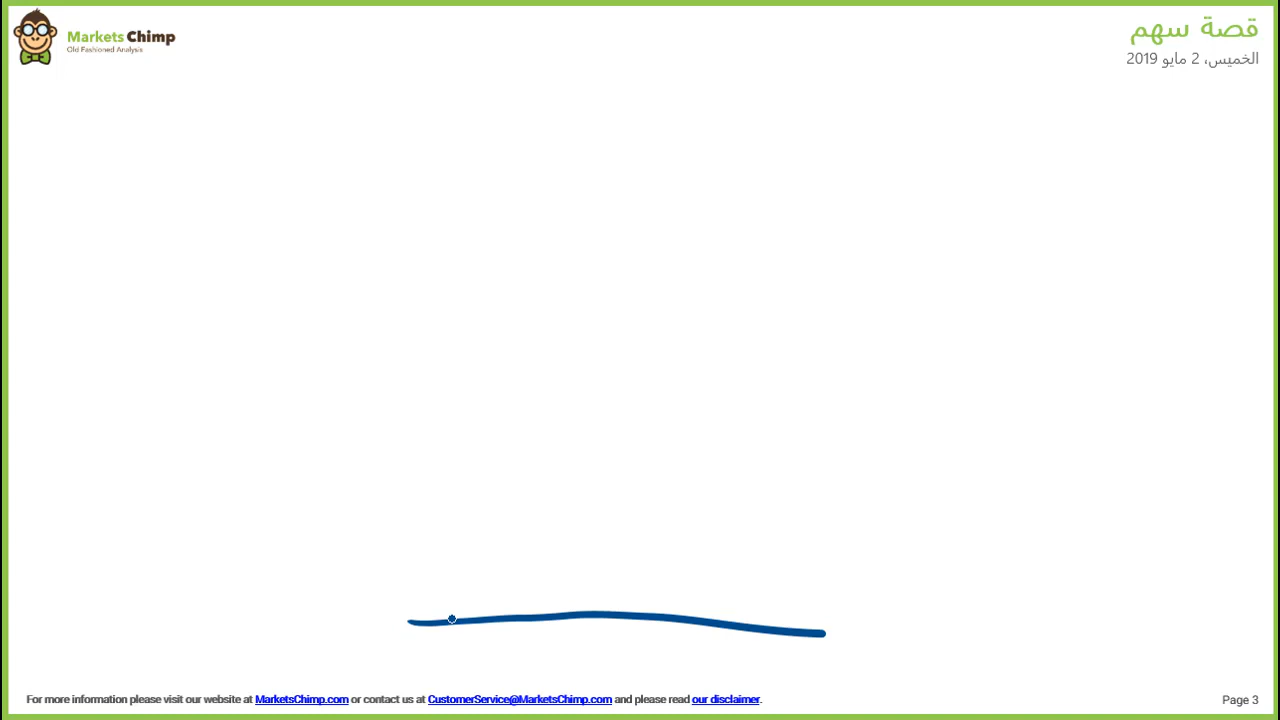 Markets Chimp
Old Fashioned Analysis
قصة سهم
الخميس، 2 مايو 2019
For more information please visit our website at MarketsChimp.com or contact us at CustomerService@MarketsChimp.com and please read our disclaimer.
Page 3